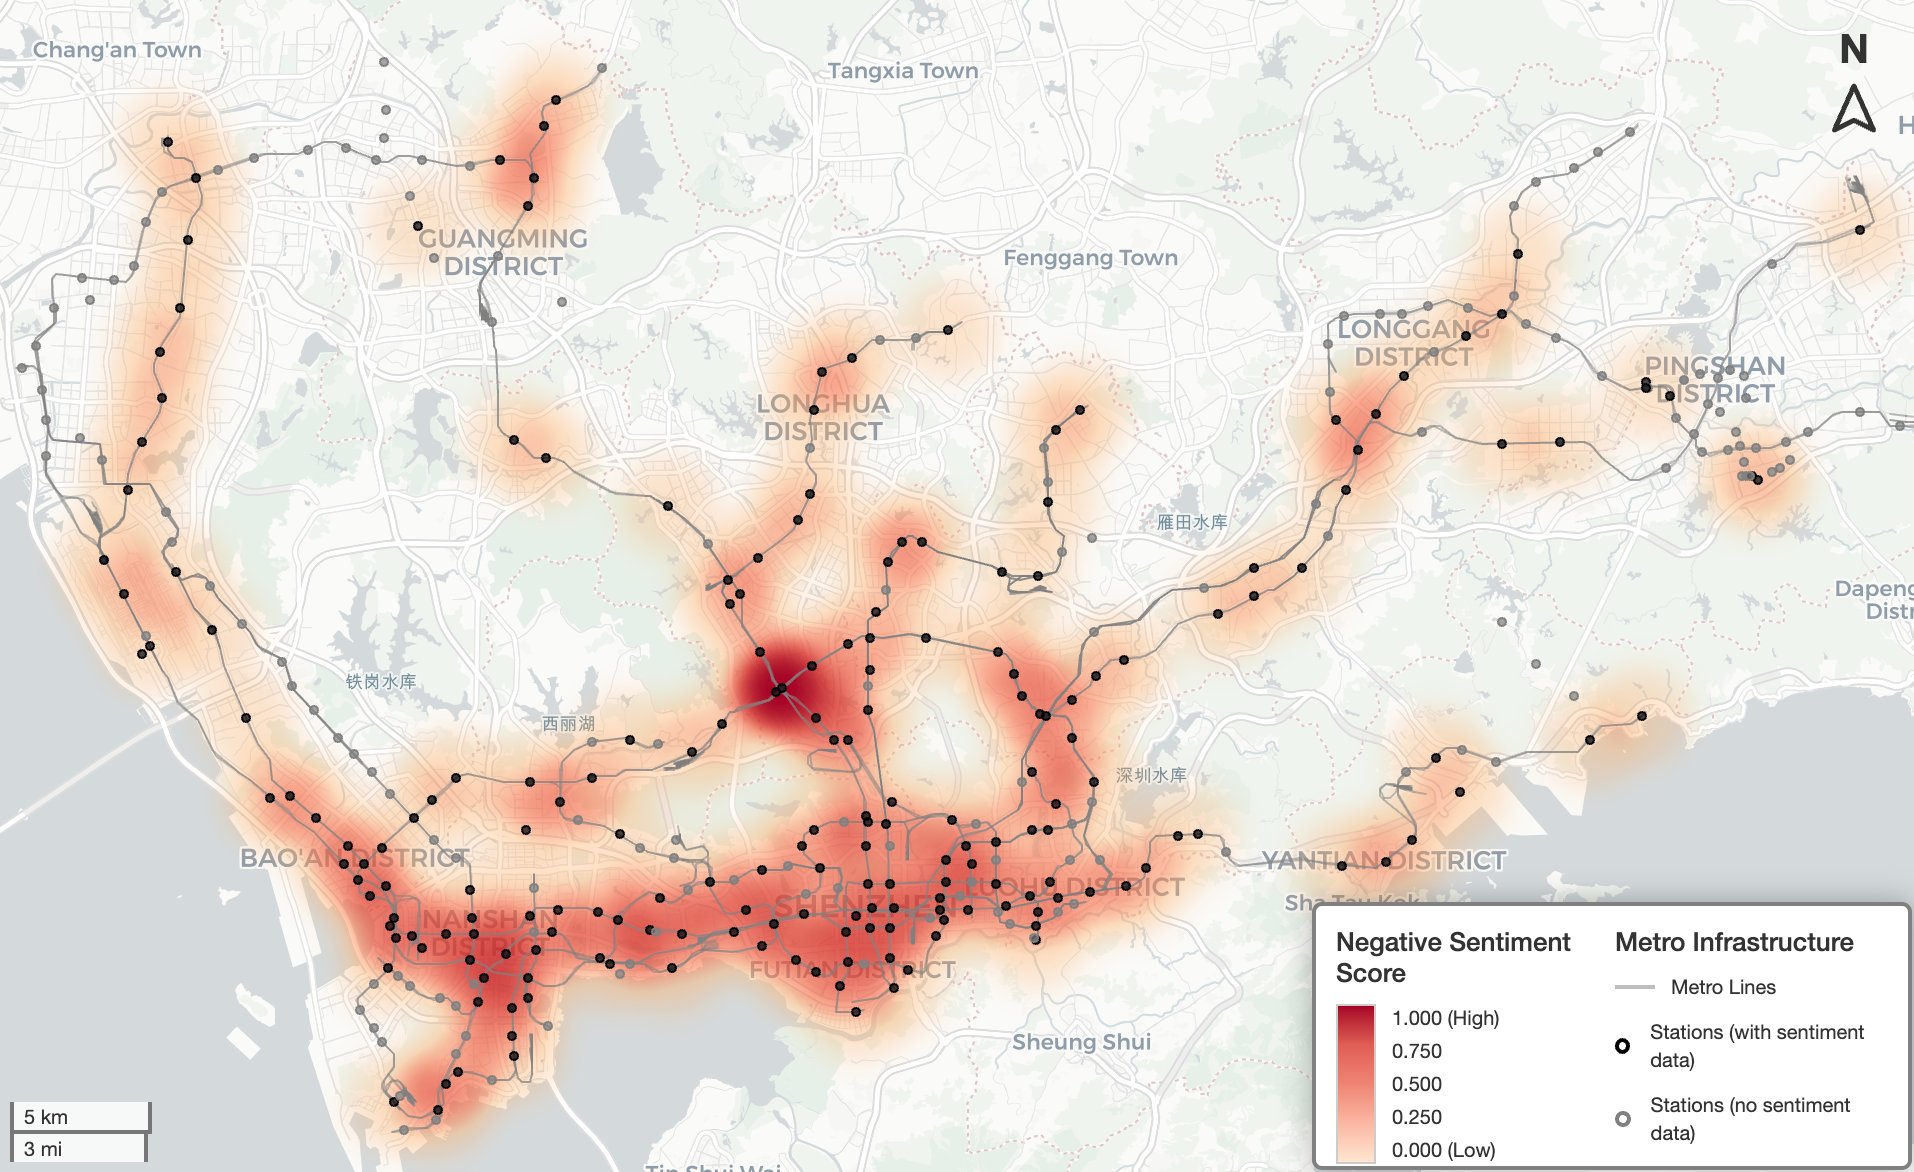 Chang'an Town
Tangxia Town
N
H
GUANGMING
DISTRICT
Fenggang Town
LONGGANG
DISTRICT
PINGSHAN
DISTRICT
LONGHUA
DISTRICT
雁田水库
Dapeng
Distr
铁岗水库
西丽湖
深圳水库
BAO'AN DISTRICT
YANTIAN DISTRICT
LUOHU DISTRICT
SHENZHEN
Sha Tau Kok
NANSHAN
DISTRICT
FUTIAN DISTRICT
Sheung Shui
Tin Shui Wai
Negative Sentiment
Score
1.000 (High)
0.750
0.500
0.250
0.000 (Low)
Metro Infrastructure
Metro Lines
Stations (with sentiment
data)
Stations (no sentiment
data)
5 km
3 mi